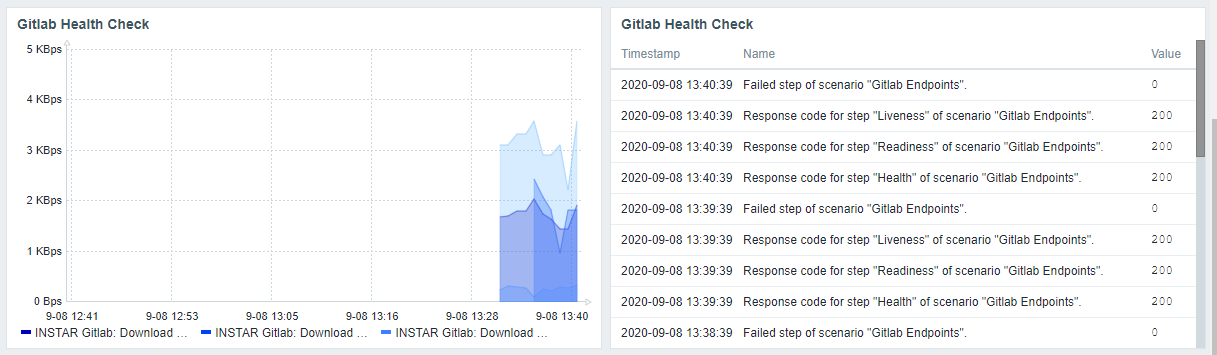 Gitlab Health Check
5 KBps
4 KBps
3 KBps
2 KBps
1 KBps
0 Bps
9-08 12:41 9-08 12:53 9-08 13:05 9-08 13:16 9-08 13:28 9-08 13:40
INSTAR Gitlab: Download ... INSTAR Gitlab: Download ... INSTAR Gitlab: Download ...
Gitlab Health Check
Timestamp Name Value
2020-09-08 13:40:39 Failed step of scenario "Gitlab Endpoints". 0
2020-09-08 13:40:39 Response code for step "Liveness" of scenario "Gitlab Endpoints". 200
2020-09-08 13:40:39 Response code for step "Readiness" of scenario "Gitlab Endpoints". 200
2020-09-08 13:40:39 Response code for step "Health" of scenario "Gitlab Endpoints". 200
2020-09-08 13:39:39 Failed step of scenario "Gitlab Endpoints". 0
2020-09-08 13:39:39 Response code for step "Liveness" of scenario "Gitlab Endpoints". 200
2020-09-08 13:39:39 Response code for step "Readiness" of scenario "Gitlab Endpoints". 200
2020-09-08 13:39:39 Response code for step "Health" of scenario "Gitlab Endpoints". 200
2020-09-08 13:38:39 Failed step of scenario "Gitlab Endpoints". 0